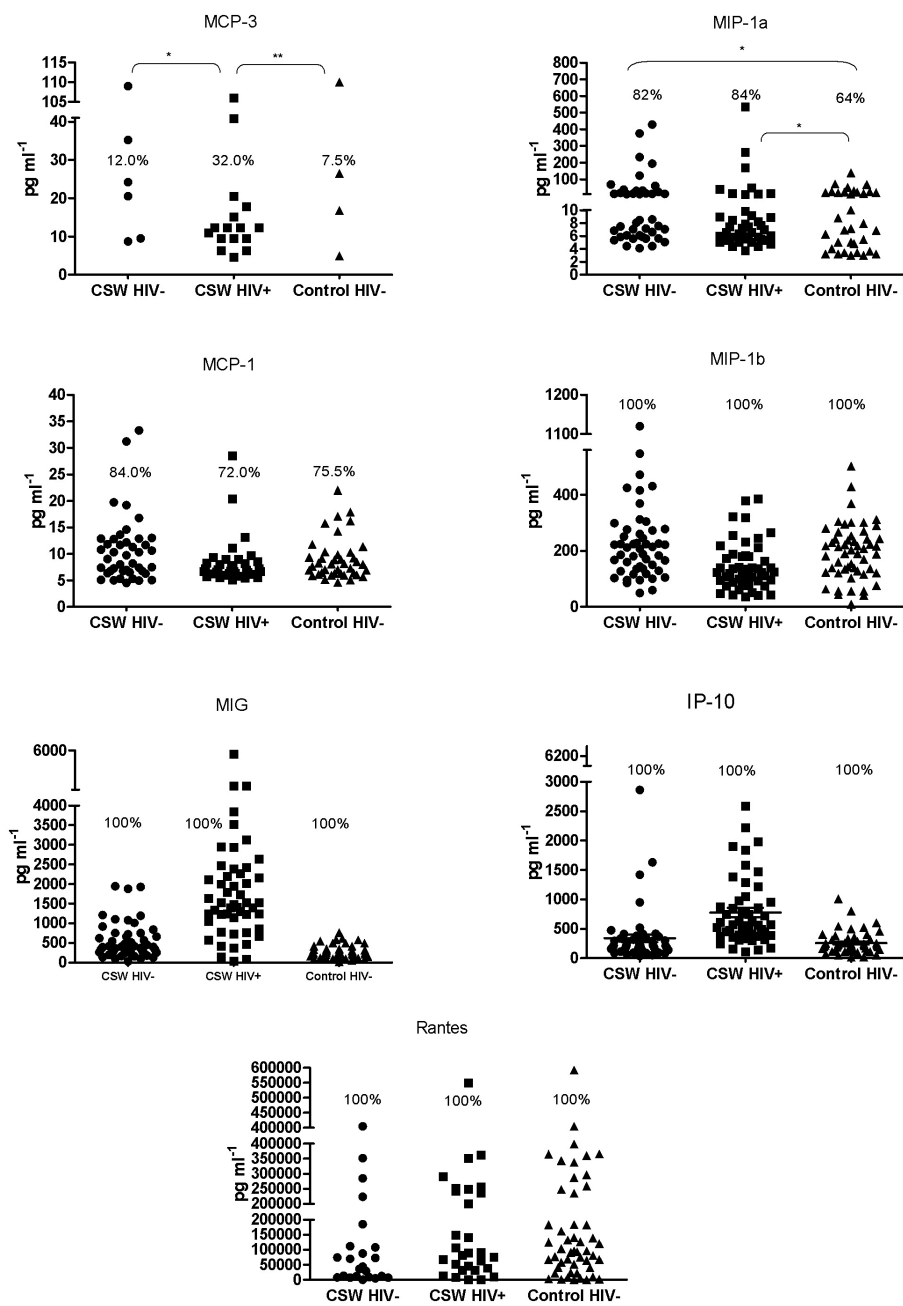 MCP-3
* **
115
110
105
40
30
20
10
0
pg ml-1
12.0% 32.0% 7.5%
CSW HIV- CSW HIV+ Control HIV-
MIP-1a
*
*
800
700
600
500
400
300
200
100
10
8
6
4
2
0
pg ml-1
82% 84% 64%
CSW HIV- CSW HIV+ Control HIV-
MCP-1
40
35
30
25
20
15
10
5
0
pg ml-1
84.0% 72.0% 75.5%
CSW HIV- CSW HIV+ Control HIV-
MIP-1b
1200
1100
400
200
0
pg ml-1
100% 100% 100%
CSW HIV- CSW HIV+ Control HIV-
MIG
6000
4000
3500
3000
2500
2000
1500
1000
500
0
pg ml-1
100% 100% 100%
CSW HIV- CSW HIV+ Control HIV-
IP-10
6200
3000
2000
1000
500
0
pg ml-1
100% 100% 100%
CSW HIV- CSW HIV+ Control HIV-
Rantes
600000
550000
500000
450000
400000
400000
350000
300000
250000
200000
200000
150000
100000
50000
0
pg ml-1
100% 100% 100%
CSW HIV- CSW HIV+ Control HIV-